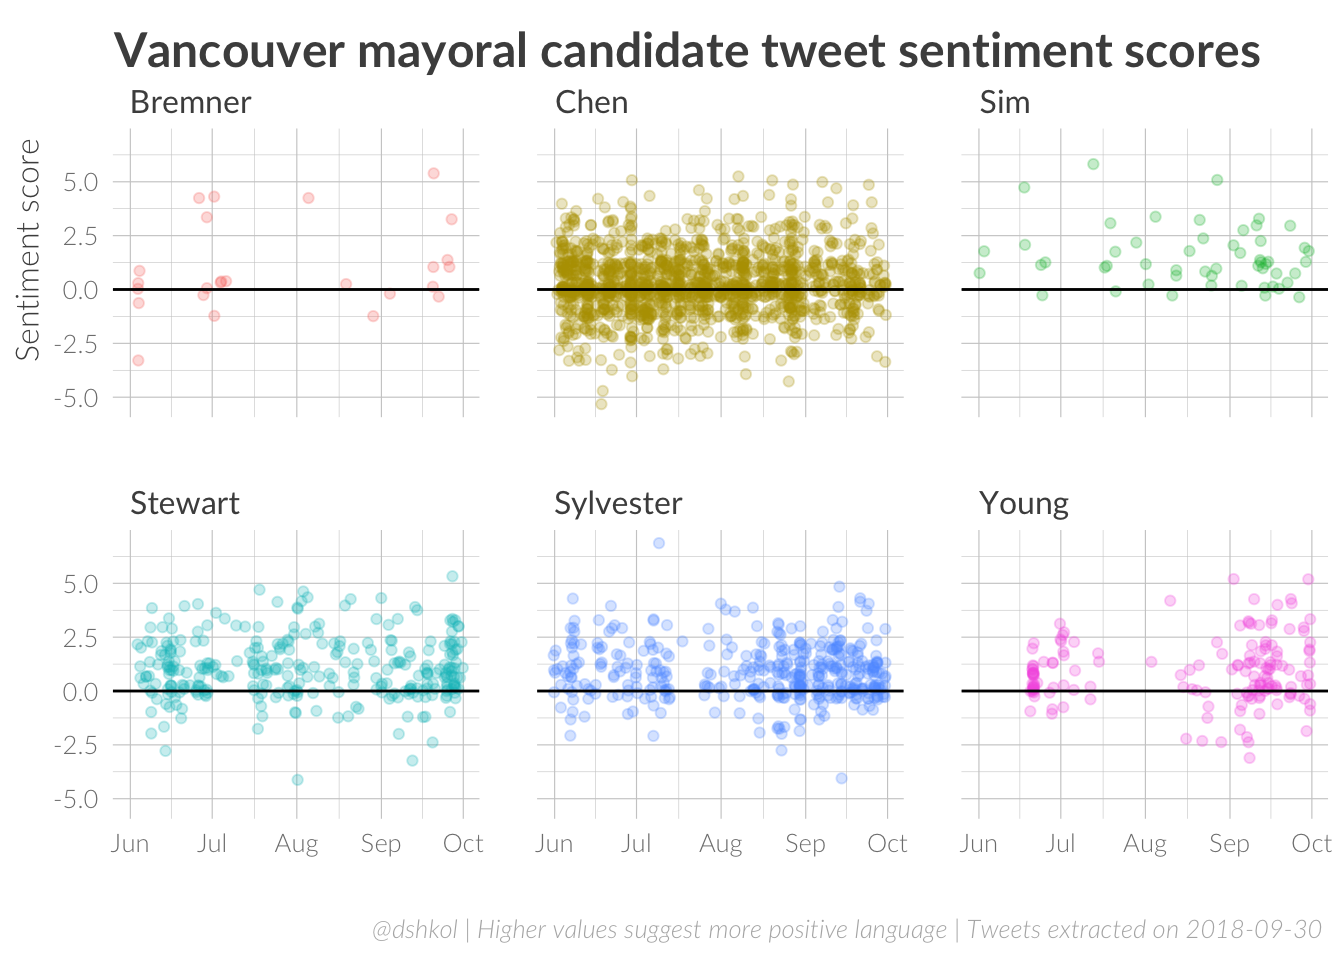 Vancouver mayoral candidate tweet sentiment scores
Bremner
Chen
Sim
Sentiment score
5.0
2.5
0.0
-2.5
-5.0
Stewart
Sylvester
Young
5.0
2.5
0.0
-2.5
-5.0
Jun Jul Aug Sep Oct
Jun Jul Aug Sep Oct
Jun Jul Aug Sep Oct
@dshkol | Higher values suggest more positive language | Tweets extracted on 2018-09-30